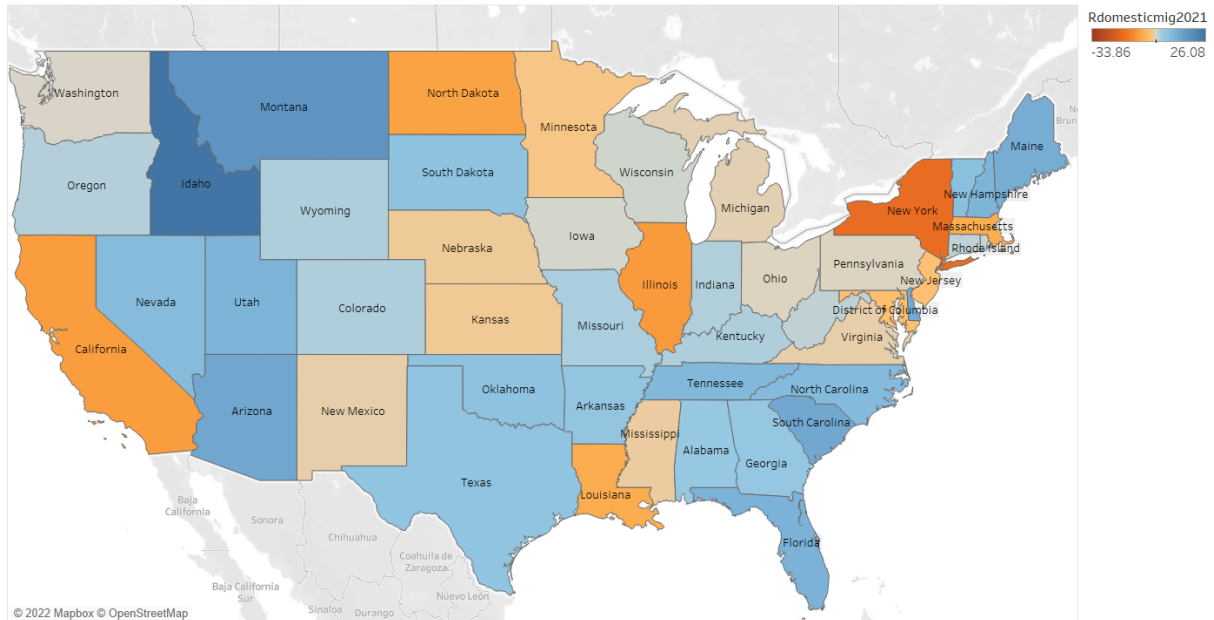 Rdomesticmig2021
-33.86 26.08
Washington
Montana
North Dakota
Minnesota
Maine
Oregon
Idaho
Wyoming
South Dakota
Wisconsin
Michigan
New York
New Hampshire
Massachusetts
Rhode Island
Nebraska
Iowa
Illinois
Indiana
Ohio
Pennsylvania
New Jersey
Nevada
Utah
Colorado
Kansas
Missouri
Kentucky
District of Columbia
Virginia
California
Arizona
New Mexico
Oklahoma
Arkansas
Tennessee
North Carolina
South Carolina
Mississippi
Alabama
Georgia
Texas
Louisiana
Florida
Baja
California
Sonora
Chihuahua
Coahuila de
Zaragoza
Baja California
Sur
Sinaloa
Durango
Nuevo León
© 2022 Mapbox © OpenStreetMap